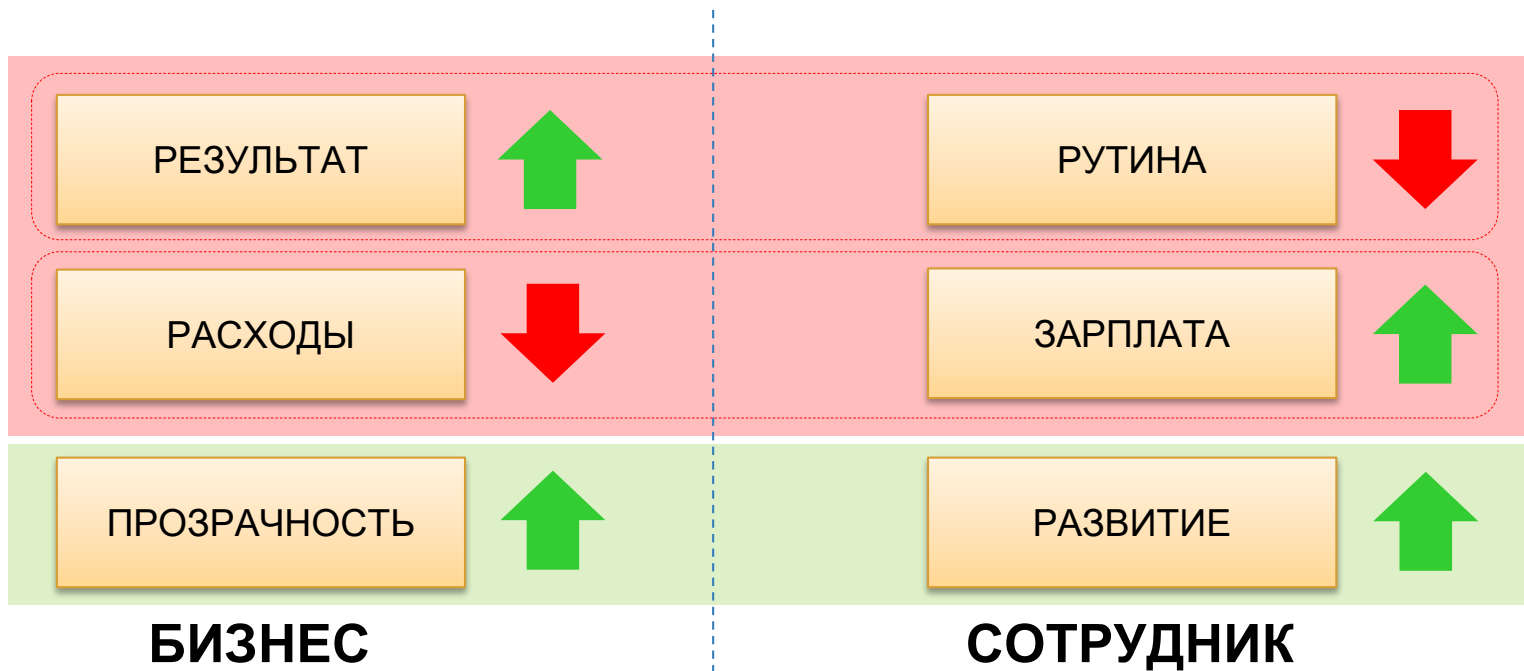 РЕЗУЛЬТАТ
РУТИНА
РАСХОДЫ
ЗАРПЛАТА
ПРОЗРАЧНОСТЬ
РАЗВИТИЕ
БИЗНЕС
СОТРУДНИК